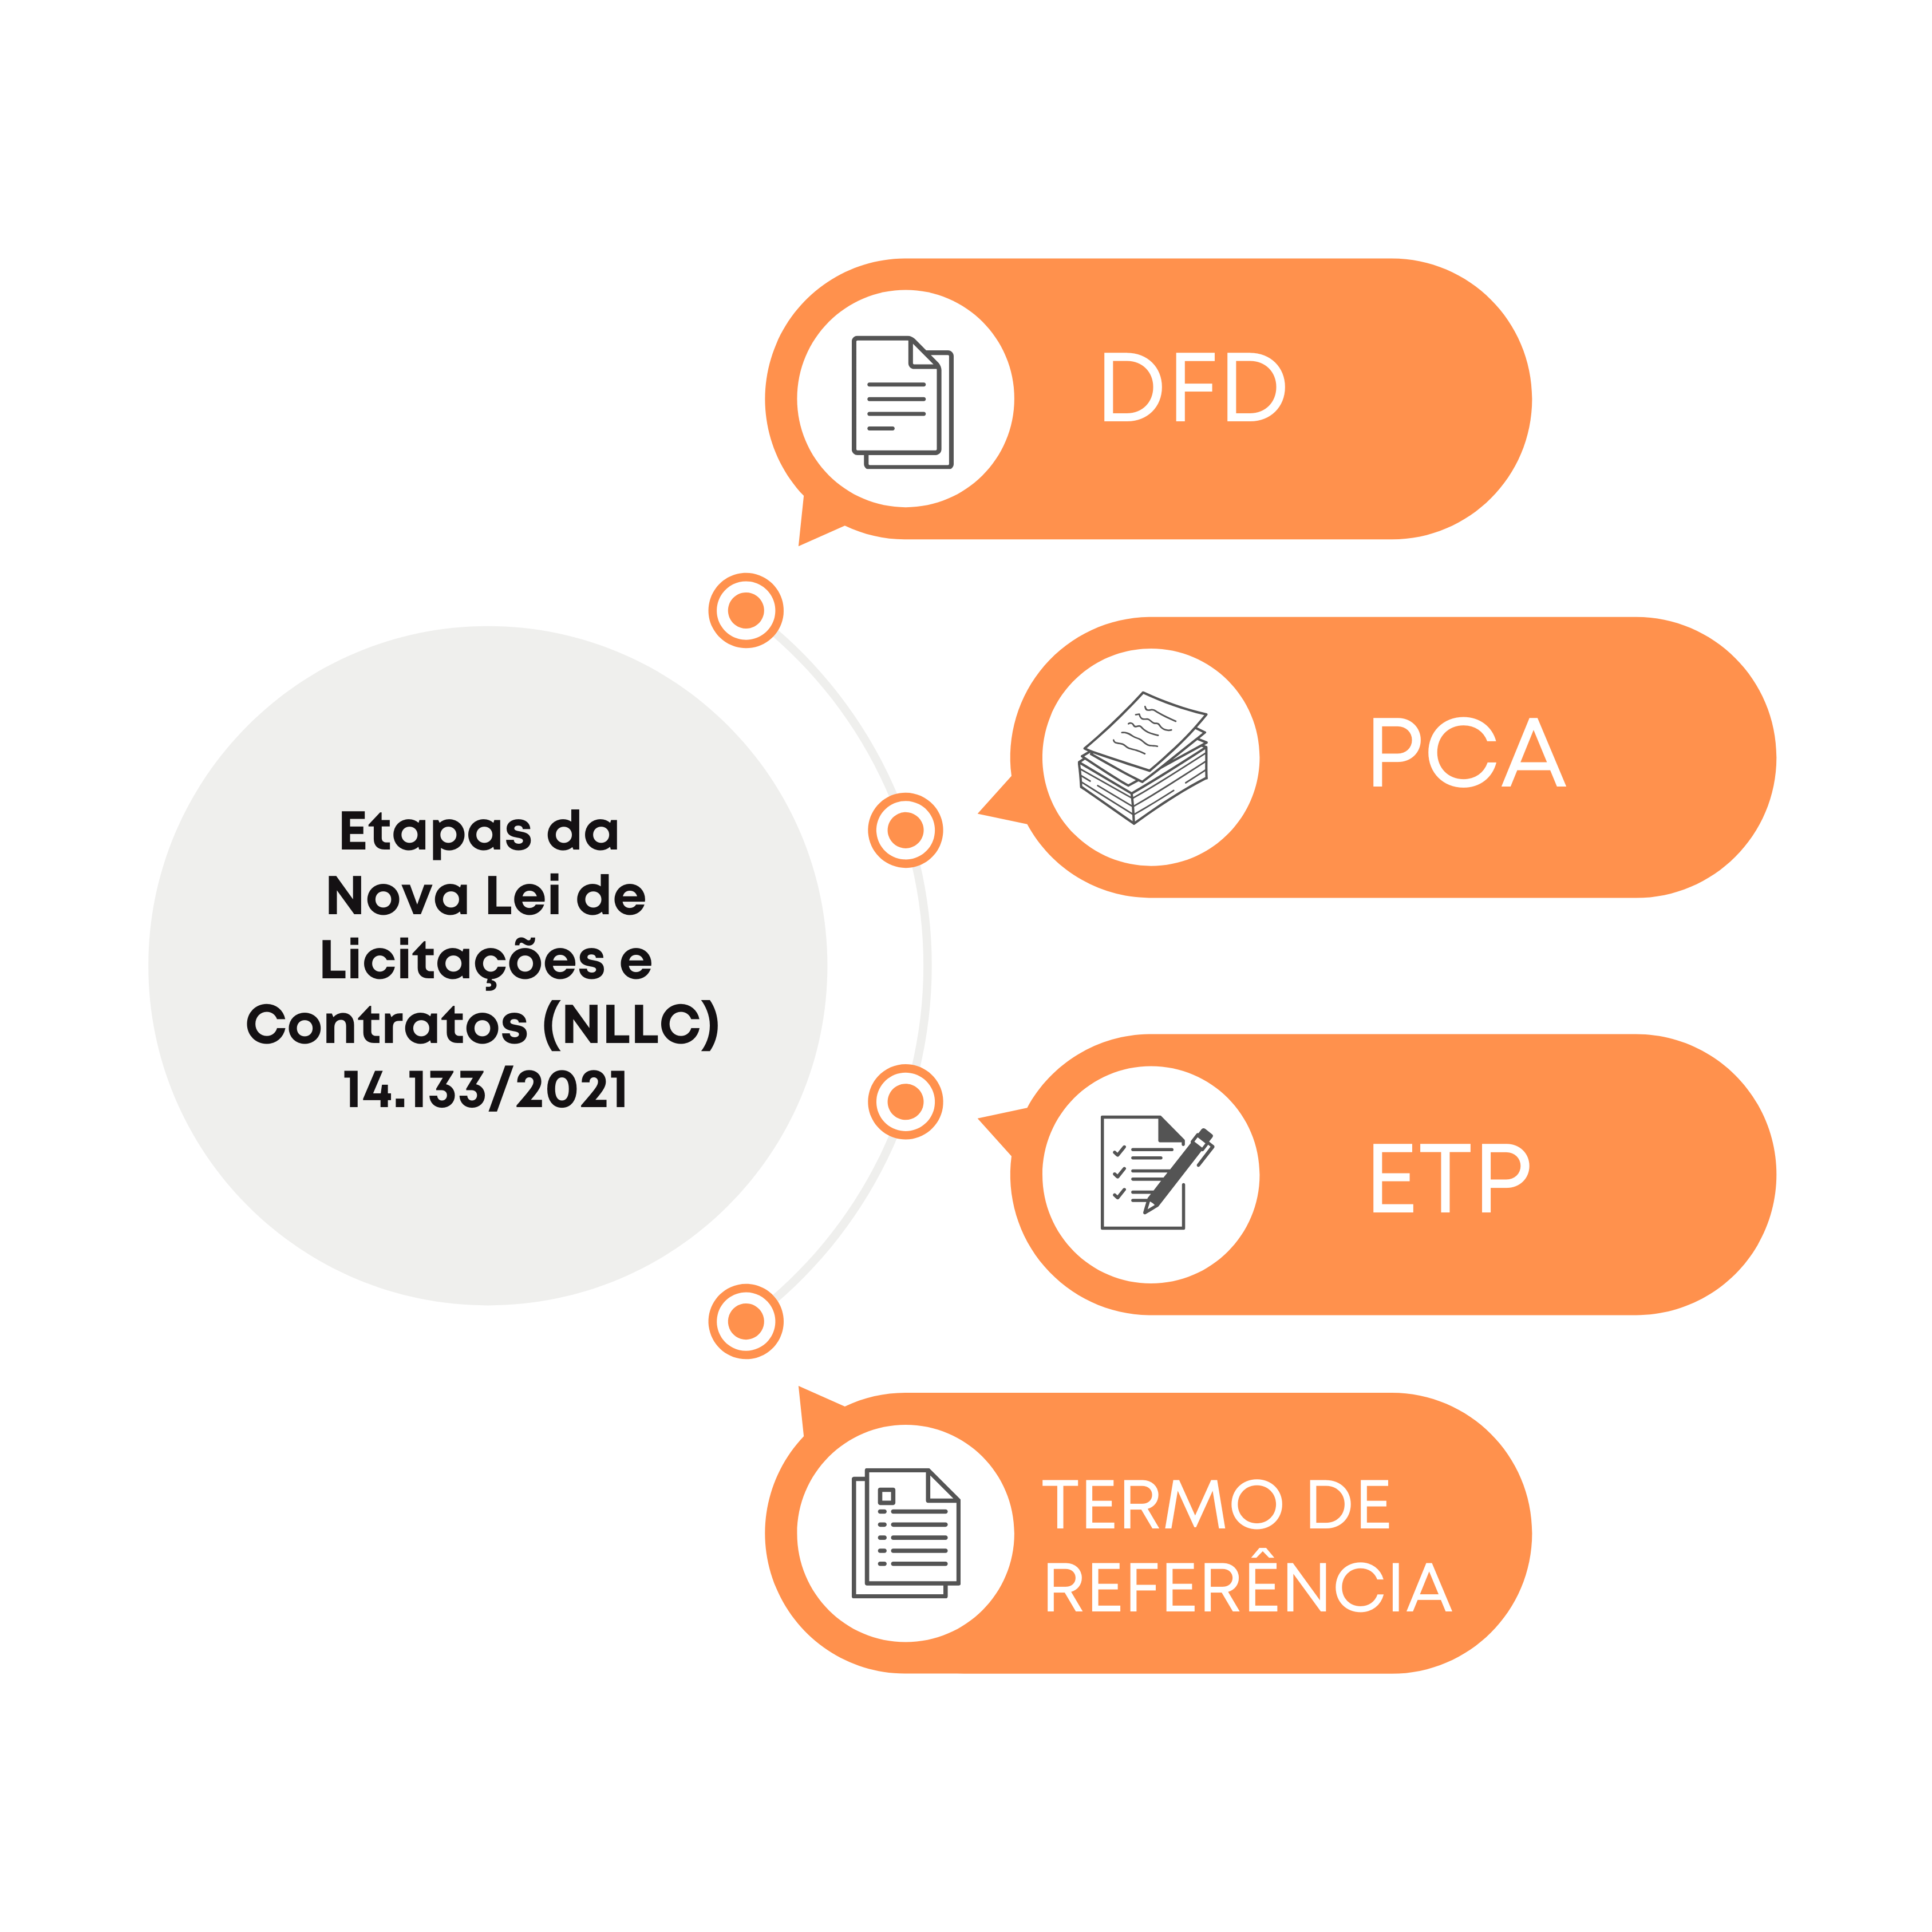 Etapas da
Nova Lei de
Licitações e
Contratos (NLLC)
14.133/2021
DFD
PCA
ETP
TERMO DE
REFERÊNCIA